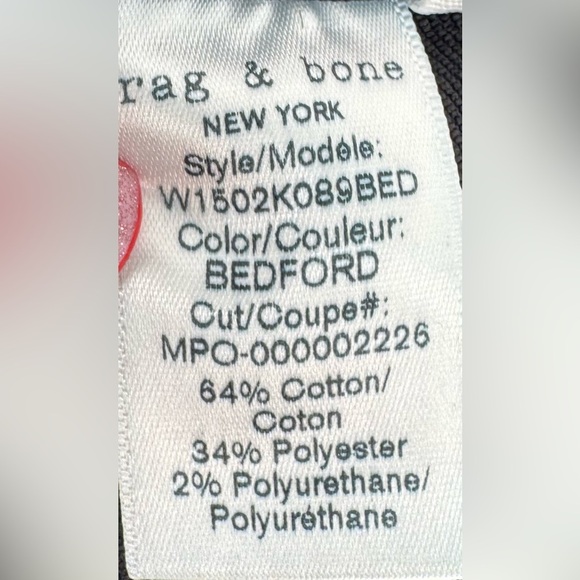 rag & bone
NEW YORK
Style/Modèle:
W1502K089BED
Color/Couleur:
BEDFORD
Cut/Coupe#:
MPO-000002226
64% Cotton/
Coton
34% Polyester
2% Polyurethane/
Polyuréthane